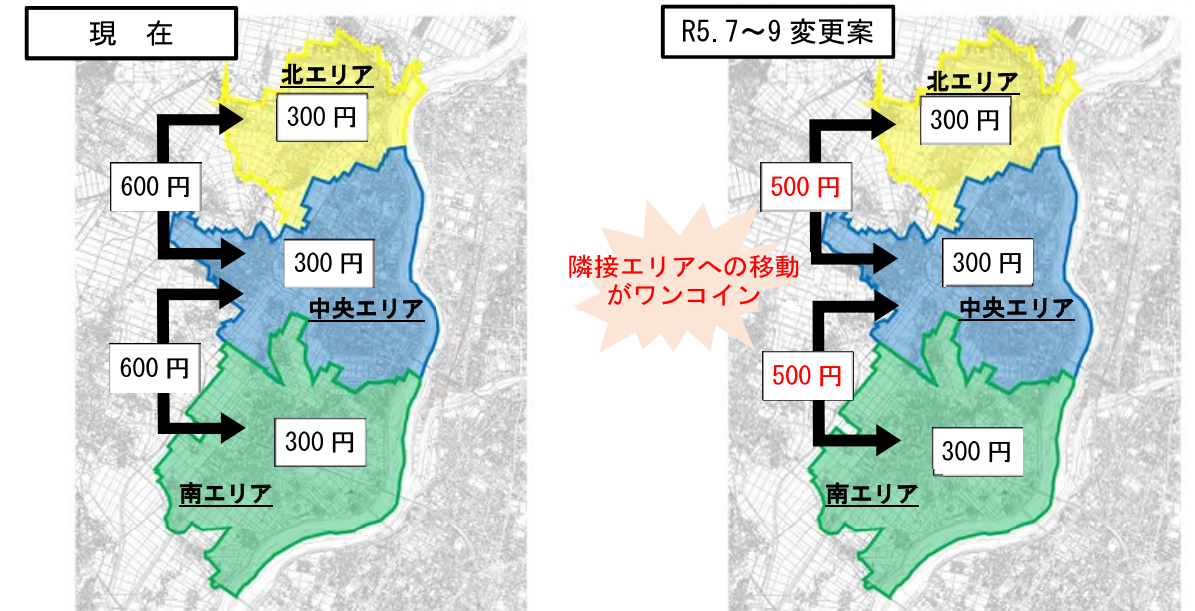 現　在
北エリア
300 円
600 円
300 円
中央エリア
600 円
300 円
南エリア
隣接エリアへの移動
がワンコイン
R5.7～9 変更案
北エリア
300 円
500 円
300 円
中央エリア
500 円
300 円
南エリア